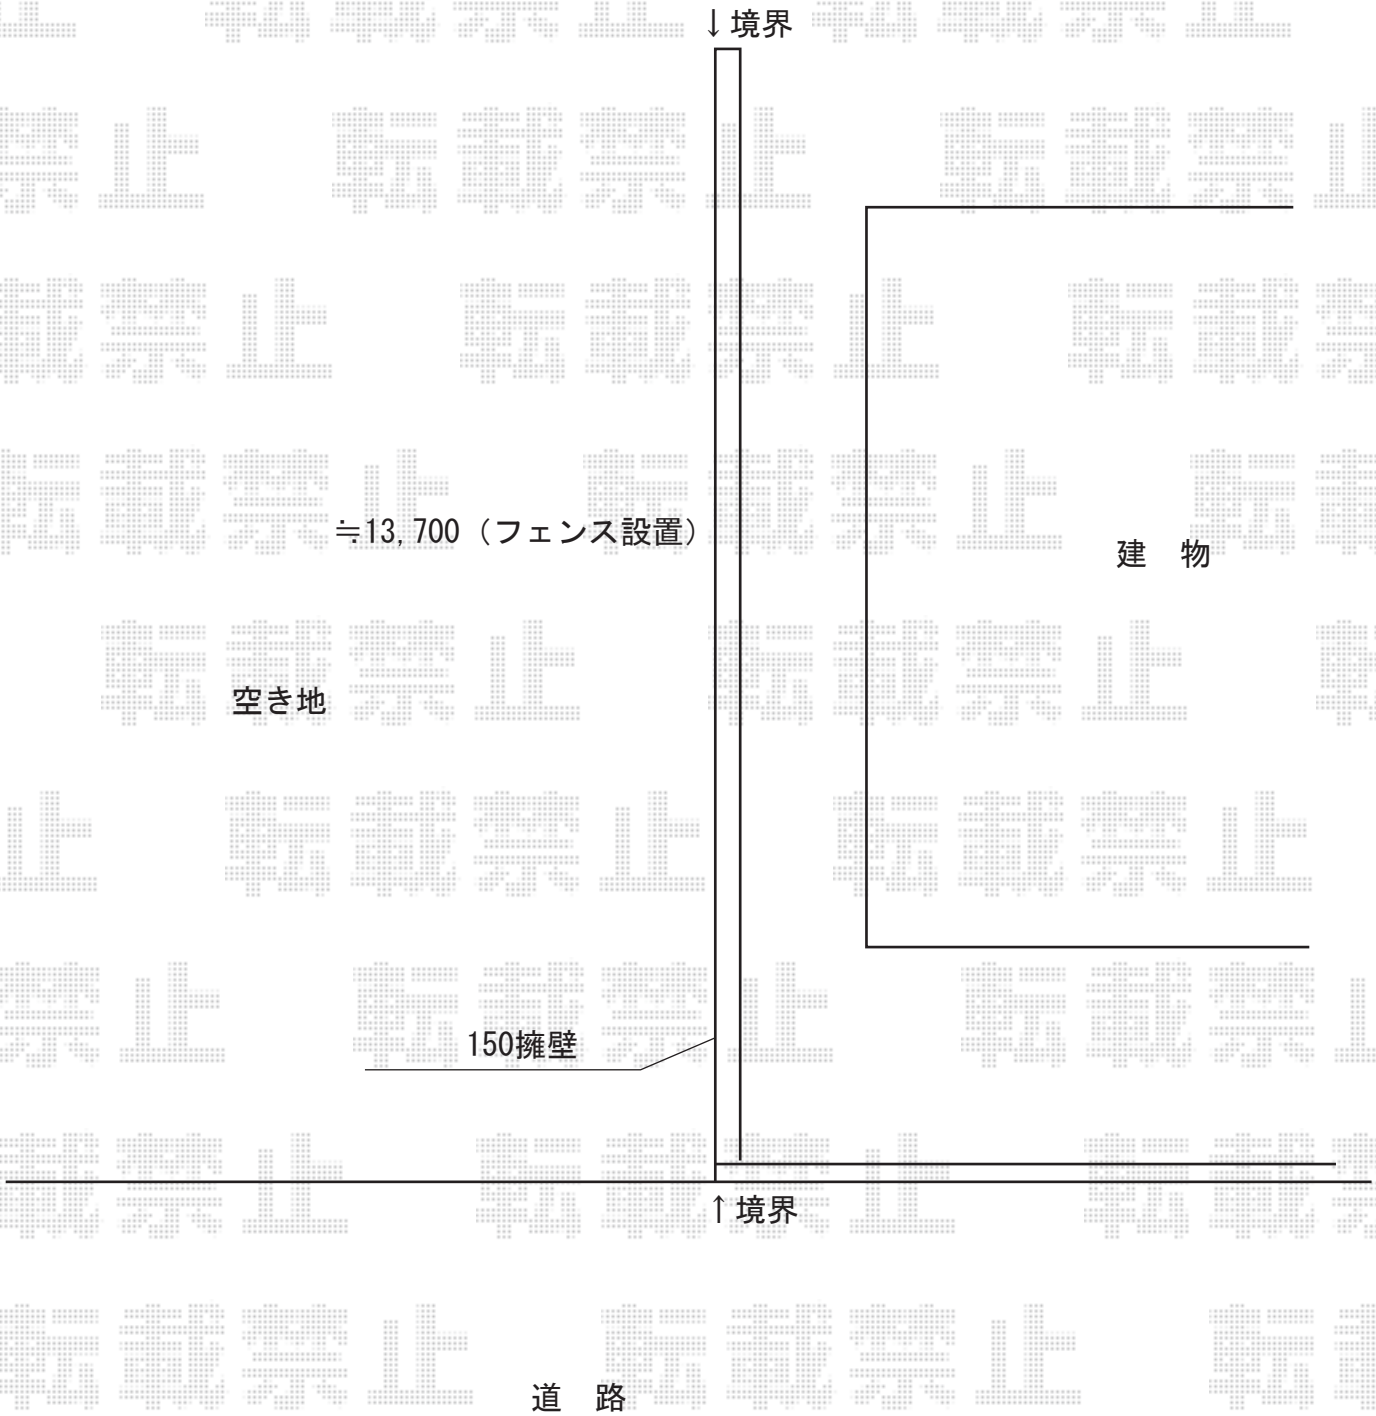 ↓境界
≒13,700（フェンス設置）
建　物
空き地
150擁壁
↑境界
道　路
転載禁止